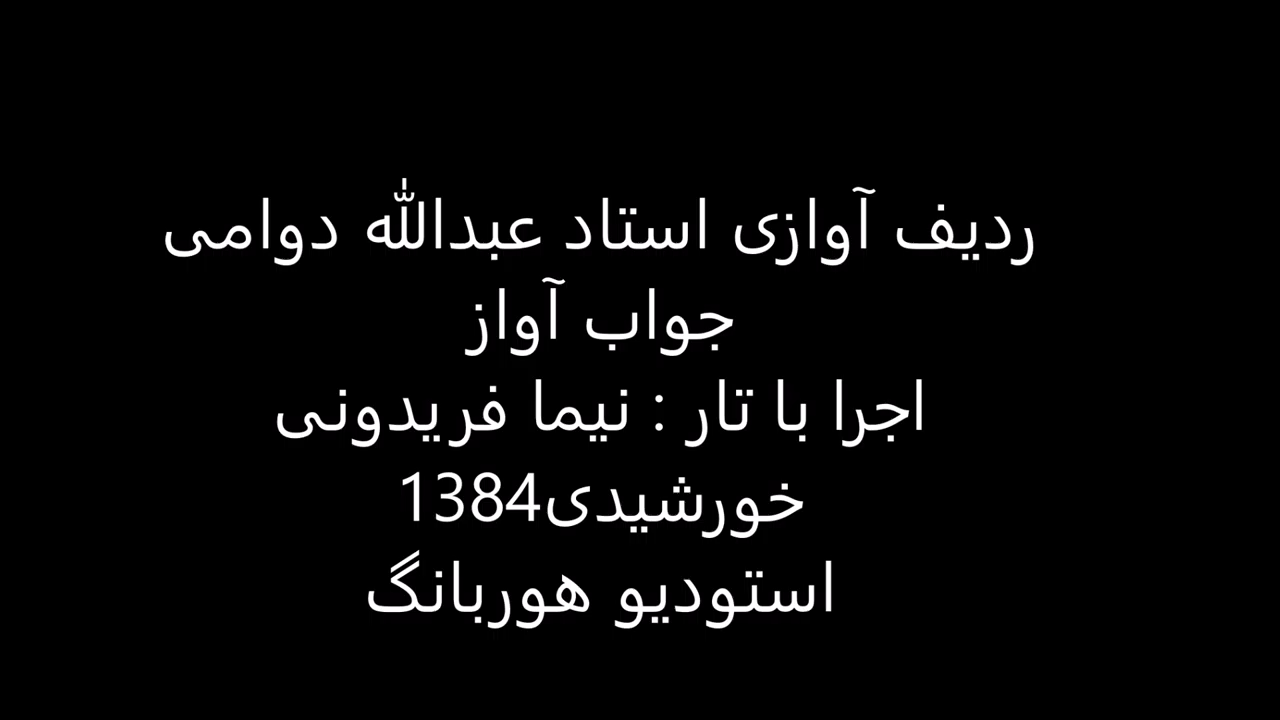 ردیف آوازی استاد عبدالله دوامی
جواب آواز
اجرا با تار : نیما فریدونی
خورشیدی1384
استودیو هوربانگ